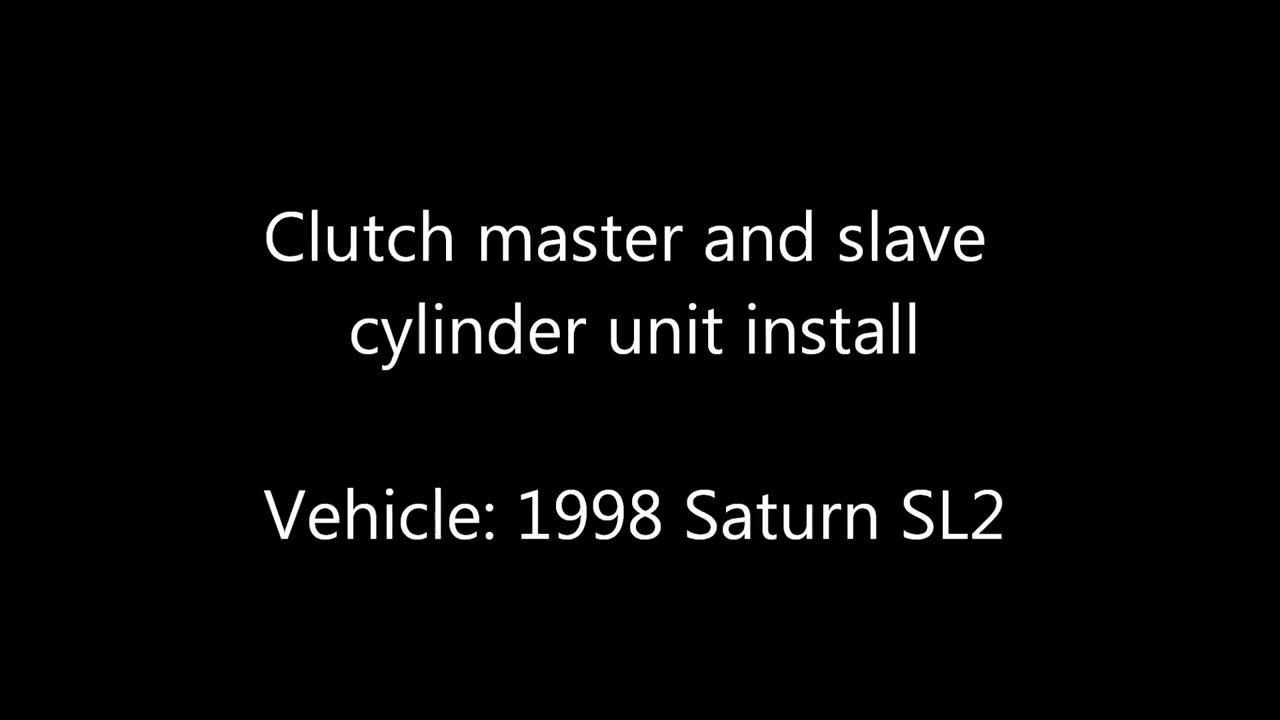 Clutch master and slave
cylinder unit install
Vehicle: 1998 Saturn SL2